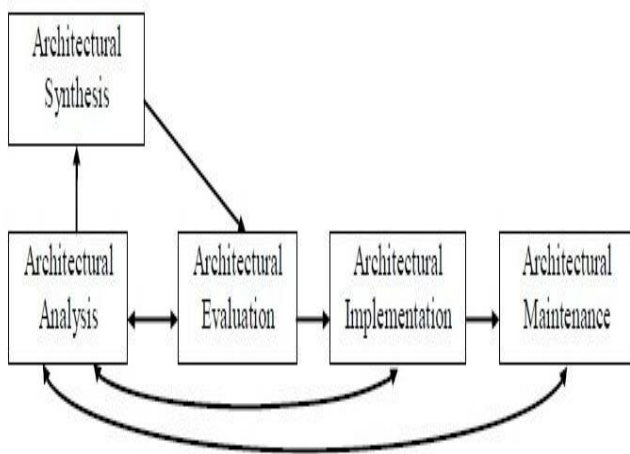 Architectural
Synthesis
Architectural
Analysis
Architectural
Evaluation
Architectural
Implementation
Architectural
Maintenance